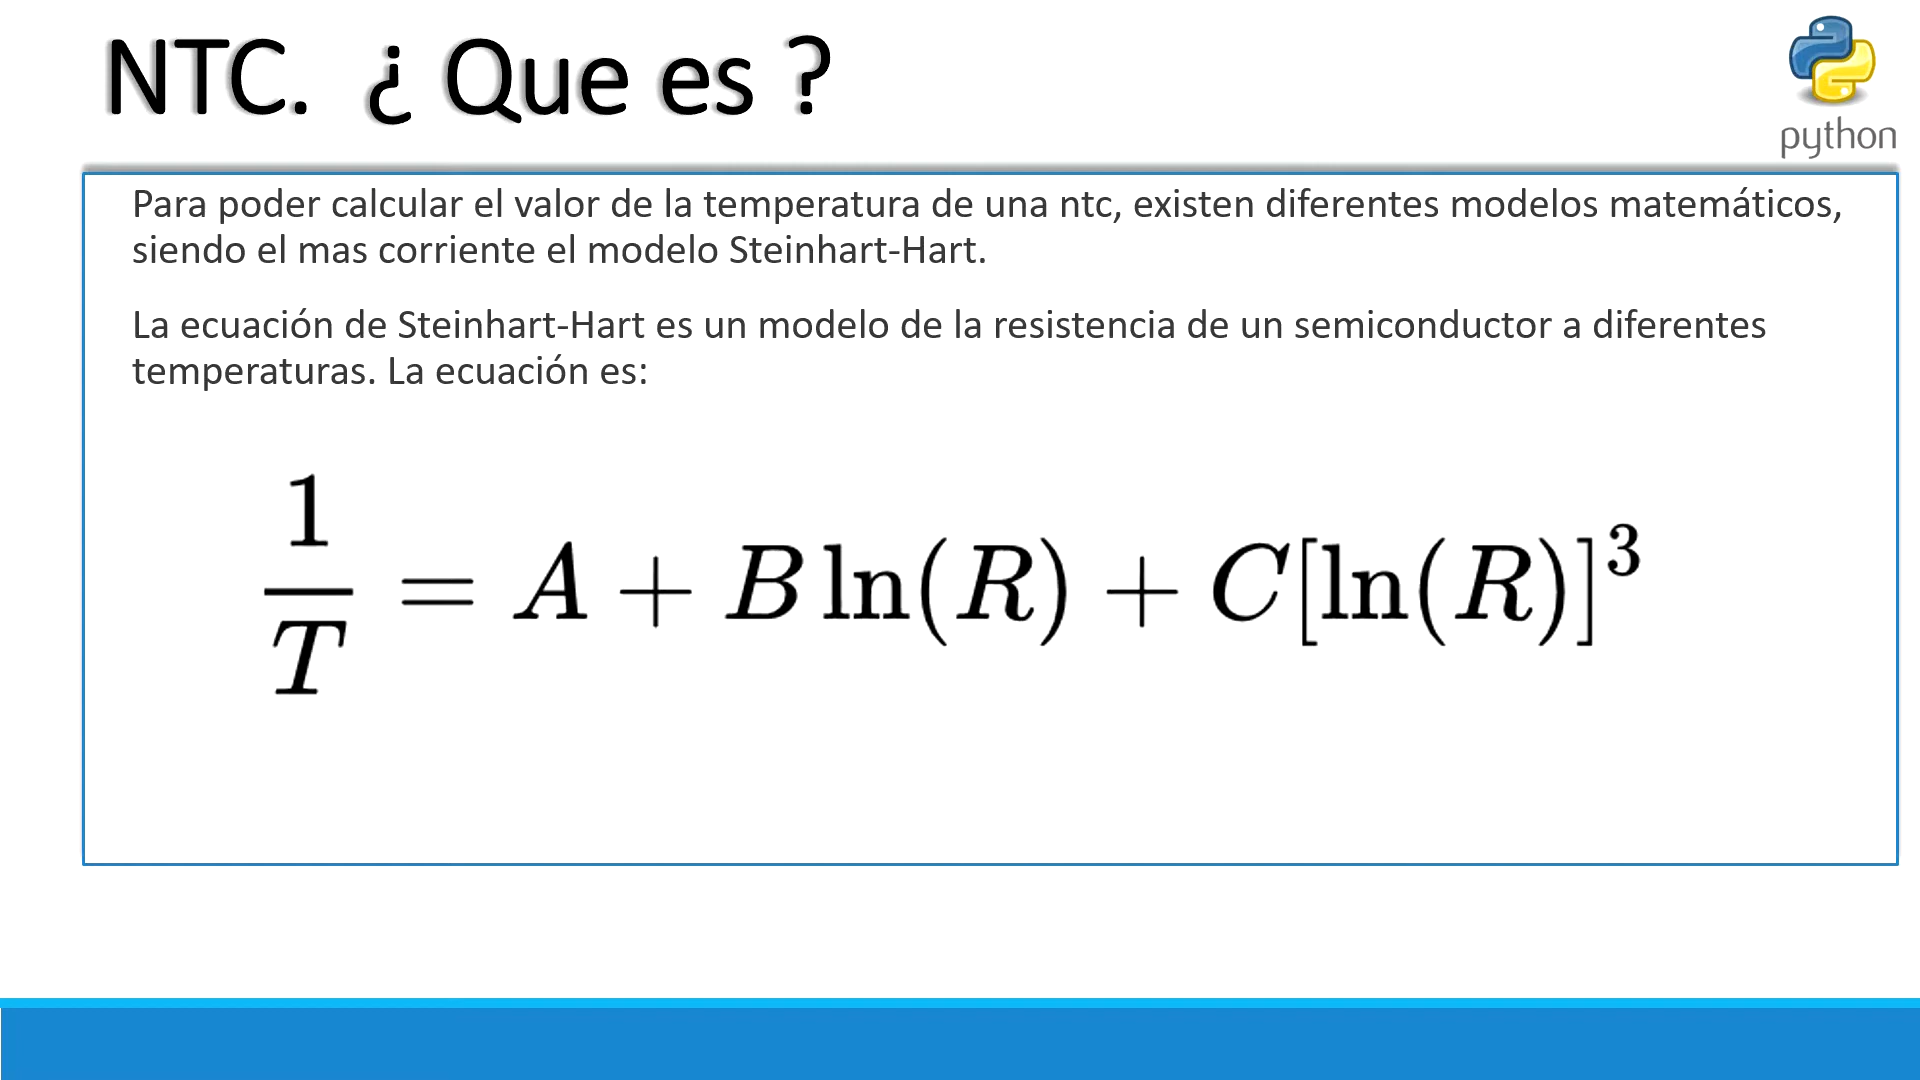 NTC. ¿ Que es ?
python
Para poder calcular el valor de la temperatura de una ntc, existen diferentes modelos matemáticos,
siendo el mas corriente el modelo Steinhart-Hart.
La ecuación de Steinhart-Hart es un modelo de la resistencia de un semiconductor a diferentes
temperaturas. La ecuación es:
1/T = A + B ln(R) + C[ln(R)]³